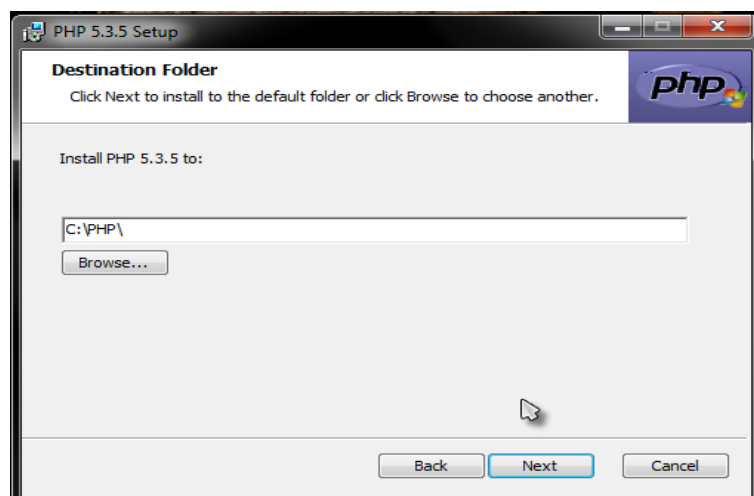 PHP 5.3.5 Setup
Destination Folder
Click Next to install to the default folder or click Browse to choose another.
php
Install PHP 5.3.5 to:
C:\PHP\
Browse...
Back Next Cancel